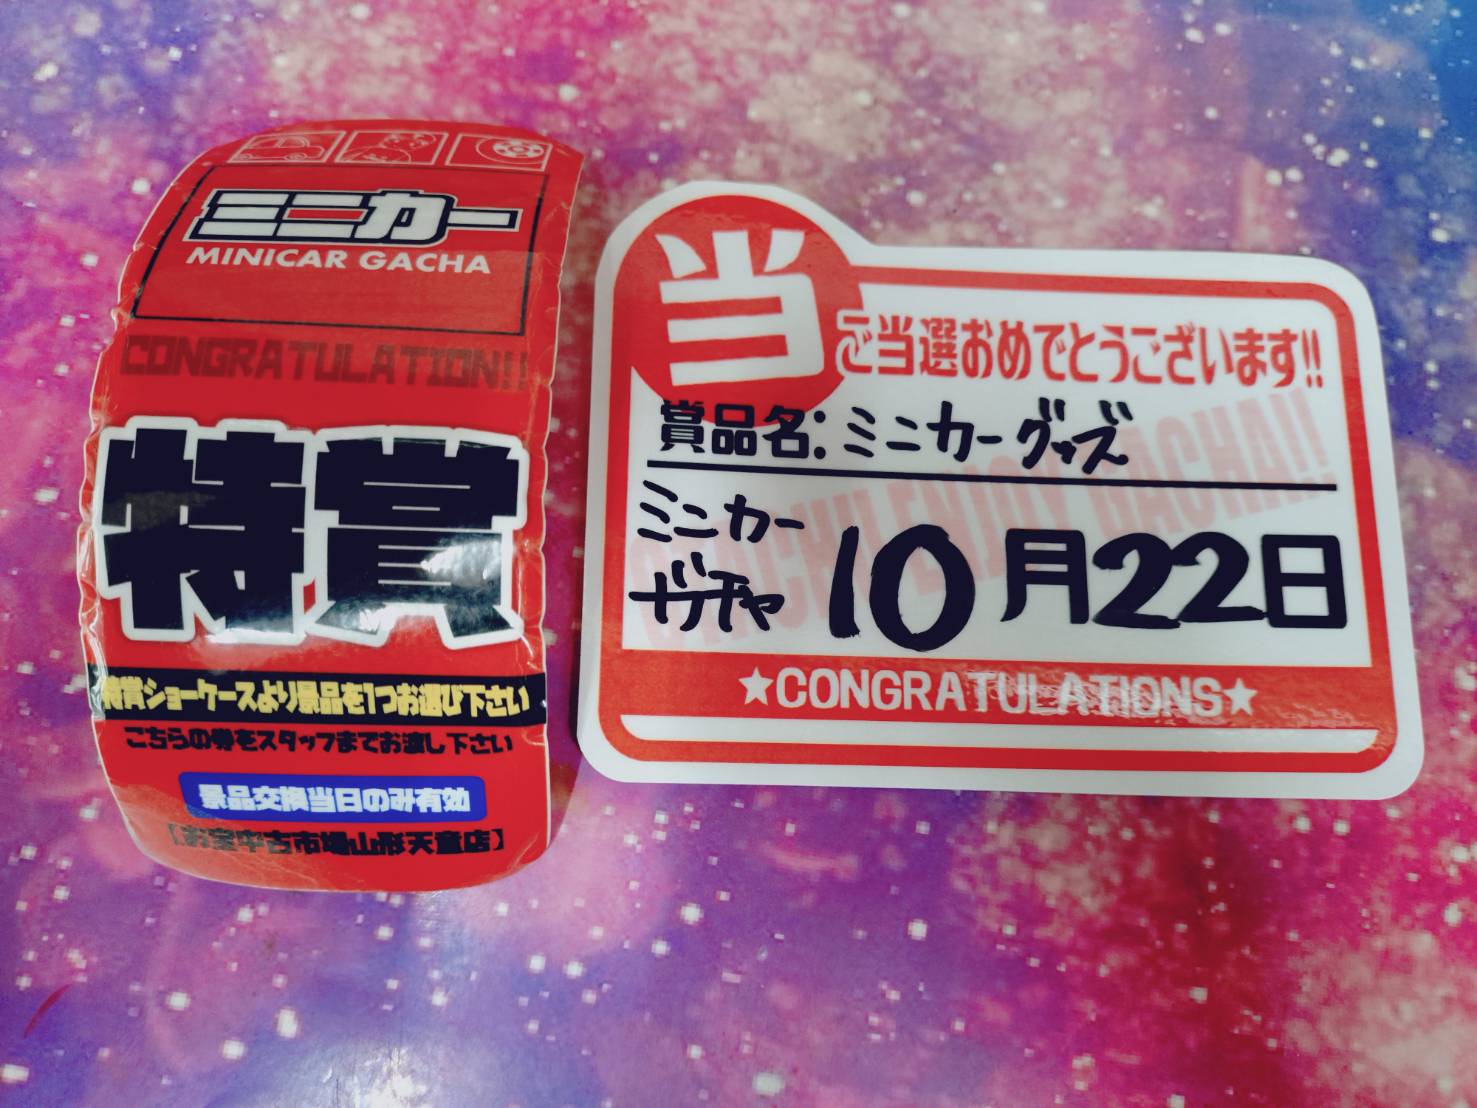 ミニカー
MINICAR GACHA
CONGRATULATION!!
特賞
特賞ショーケースより景品を1つお選び下さい
こちらの券をスタッフまでお渡し下さい
景品交換当日のみ有効
【お宝中古市場山形天童店】
当
ご当選おめでとうございます!!
賞品名:ミニカーグッズ
ミニカー
ガチャ
10月22日
ENJOY GACHA!!
★CONGRATULATIONS★